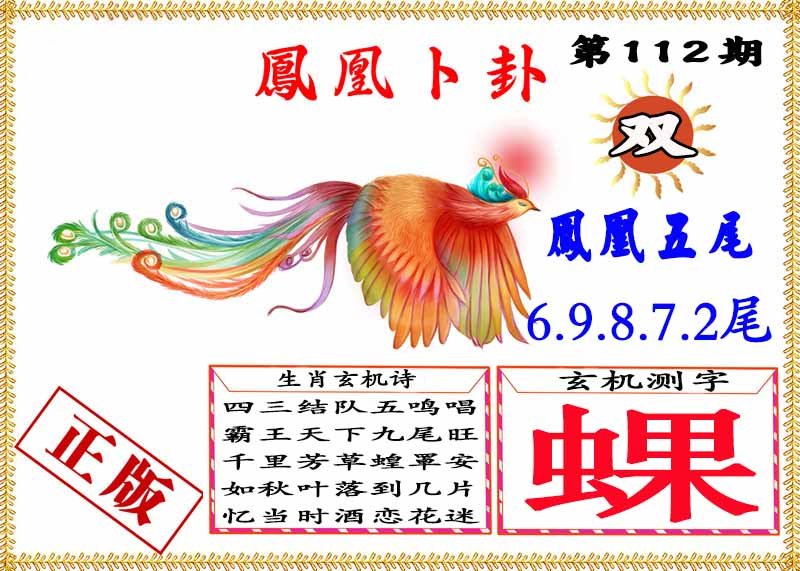 鳳凰卜卦
第112期
双
鳳凰五尾
6.9.8.7.2尾
生肖玄机诗
四三结队五鸣唱
霸王天下九尾旺
千里芳草蝗罩安
如秋叶落到几片
忆当时酒恋花迷
玄机测字
蜾
正版